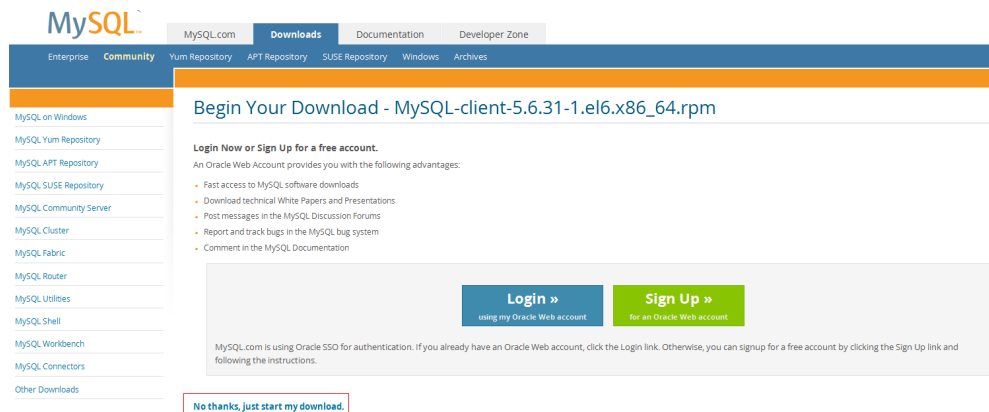 MySQL
MySQL.com Downloads Documentation Developer Zone
Enterprise Community Yum Repository APT Repository SUSE Repository Windows Archives
MySQL on Windows
MySQL Yum Repository
MySQL APT Repository
MySQL SUSE Repository
MySQL Community Server
MySQL Cluster
MySQL Fabric
MySQL Router
MySQL Utilities
MySQL Shell
MySQL Workbench
MySQL Connectors
Other Downloads
Begin Your Download - MySQL-client-5.6.31-1.el6.x86_64.rpm
Login Now or Sign Up for a free account.
An Oracle Web Account provides you with the following advantages:
Fast access to MySQL software downloads
Download technical White Papers and Presentations
Post messages in the MySQL Discussion Forums
Report and track bugs in the MySQL bug system
Comment in the MySQL Documentation
Login »
using my Oracle Web account
Sign Up »
for an Oracle Web account
MySQL.com is using Oracle SSO for authentication. If you already have an Oracle Web account, click the Login link. Otherwise, you can signup for a free account by clicking the Sign Up link and
following the instructions.
No thanks, just start my download.